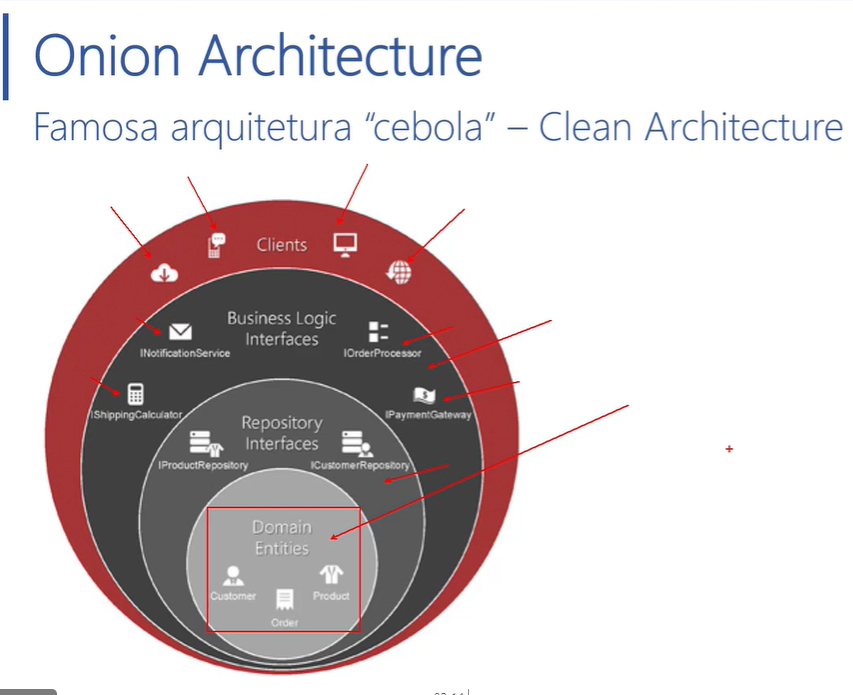 Onion Architecture
Famosa arquitetura “cebola” – Clean Architecture
Clients
Business Logic
Interfaces
INotificationService
IOrderProcessor
IShippingCalculator
IPaymentGateway
Repository
Interfaces
IProductRepository
ICustomerRepository
Domain
Entities
Customer
Product
Order